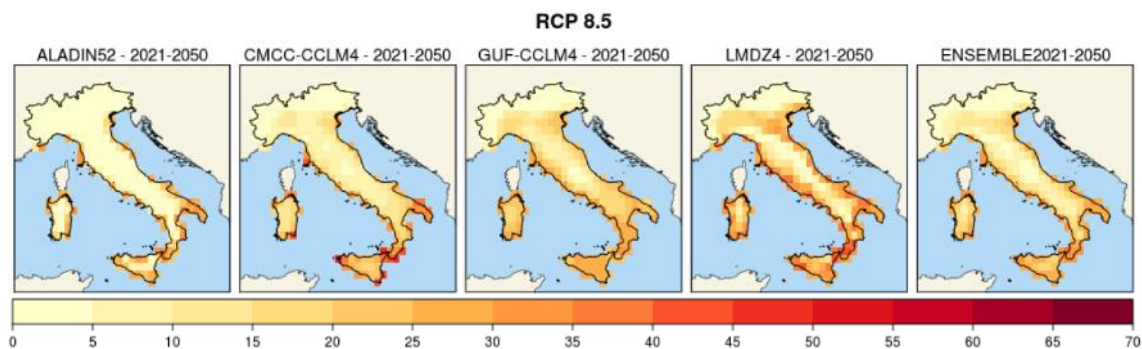 RCP 8.5
ALADIN52 - 2021-2050 CMCC-CCLM4 - 2021-2050 GUF-CCLM4 - 2021-2050 LMDZ4 - 2021-2050 ENSEMBLE2021-2050
0 5 10 15 20 25 30 35 40 45 50 55 60 65 70